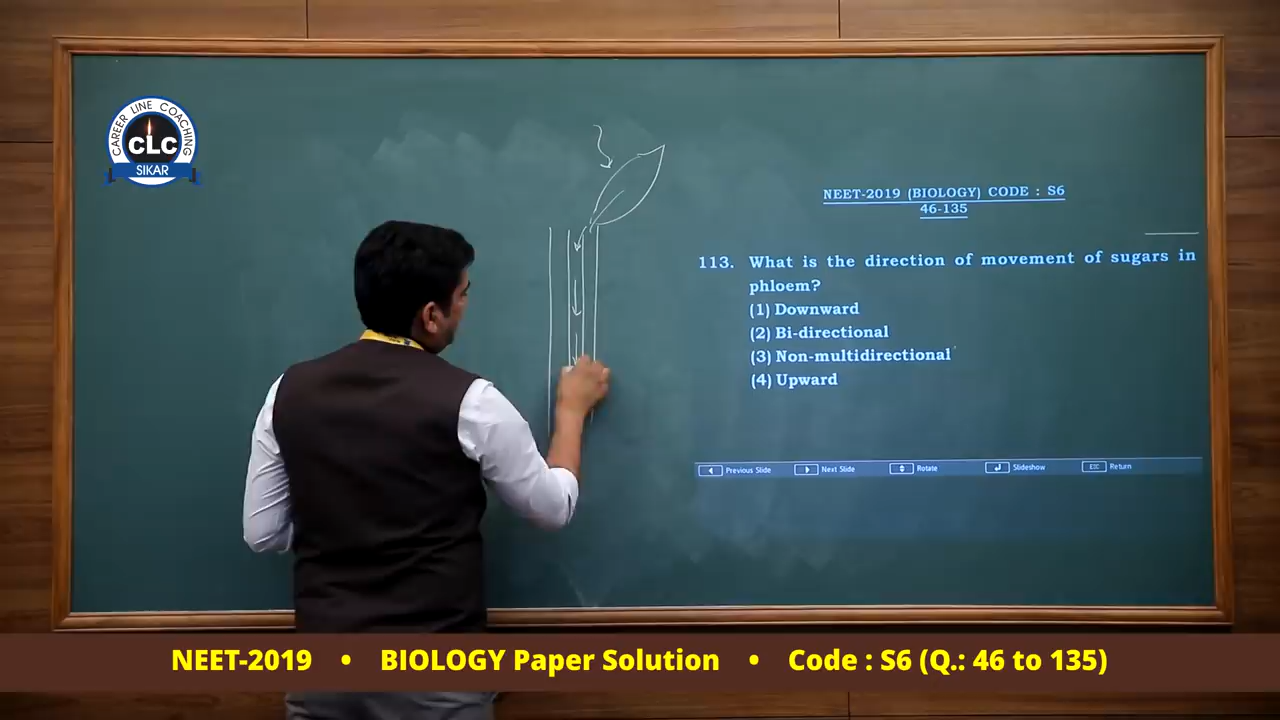 CAREER LINE COACHING
CLC
SIKAR
NEET-2019 (BIOLOGY) CODE : S6
46-135
113. What is the direction of movement of sugars in
phloem?
(1) Downward
(2) Bi-directional
(3) Non-multidirectional
(4) Upward
Previous Slide Next Slide Rotate Slideshow ESC Return
NEET-2019 • BIOLOGY Paper Solution • Code : S6 (Q.: 46 to 135)